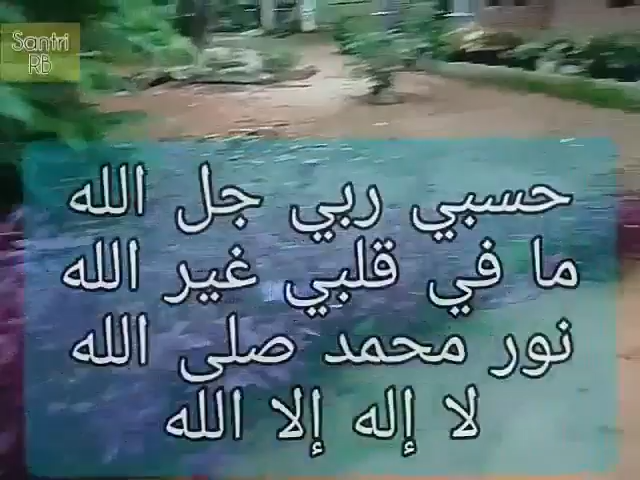 Santri
RB
حسبي ربي جل الله
ما في قلبي غير الله
نور محمد صلى الله
لا إله إلا الله